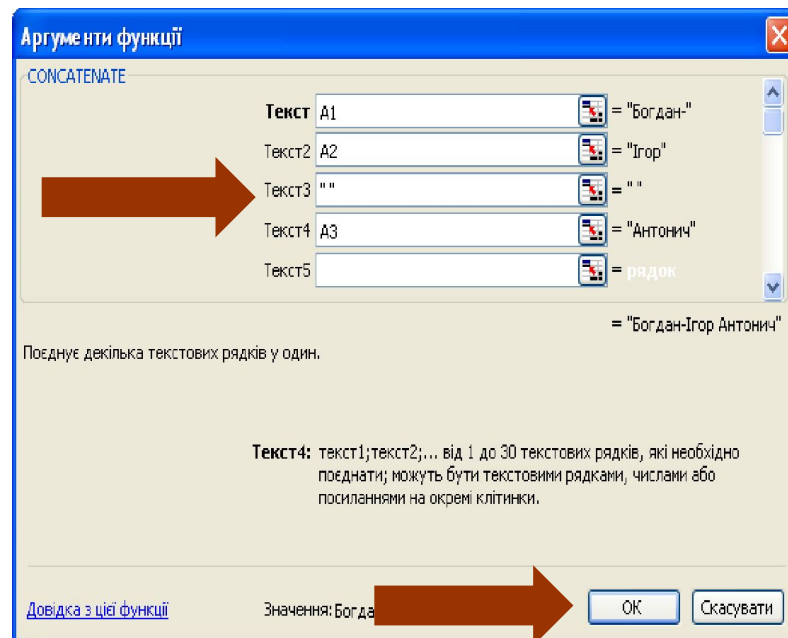 Аргументи функції
CONCATENATE
Текст A1 = "Богдан-"
Текст2 A2 = "Ігор"
Текст3 " " = " "
Текст4 A3 = "Антонич"
Текст5 = рядок
= "Богдан-Ігор Антонич"
Поєднує декілька текстових рядків у один.
Текст4: текст1;текст2;... від 1 до 30 текстових рядків, які необхідно
поєднати; можуть бути текстовими рядками, числами або
посиланнями на окремі клітинки.
Довідка з цієї функції Значення: Богда ОК Скасувати